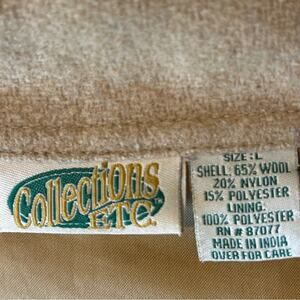 Collections
ETC.™
SIZE: L
SHELL: 65% WOOL
20% NYLON
15% POLYESTER
LINING:
100% POLYESTER
RN # 87077
MADE IN INDIA
OVER FOR CARE